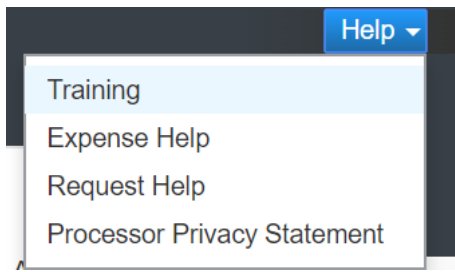 Help
Training
Expense Help
Request Help
Processor Privacy Statement